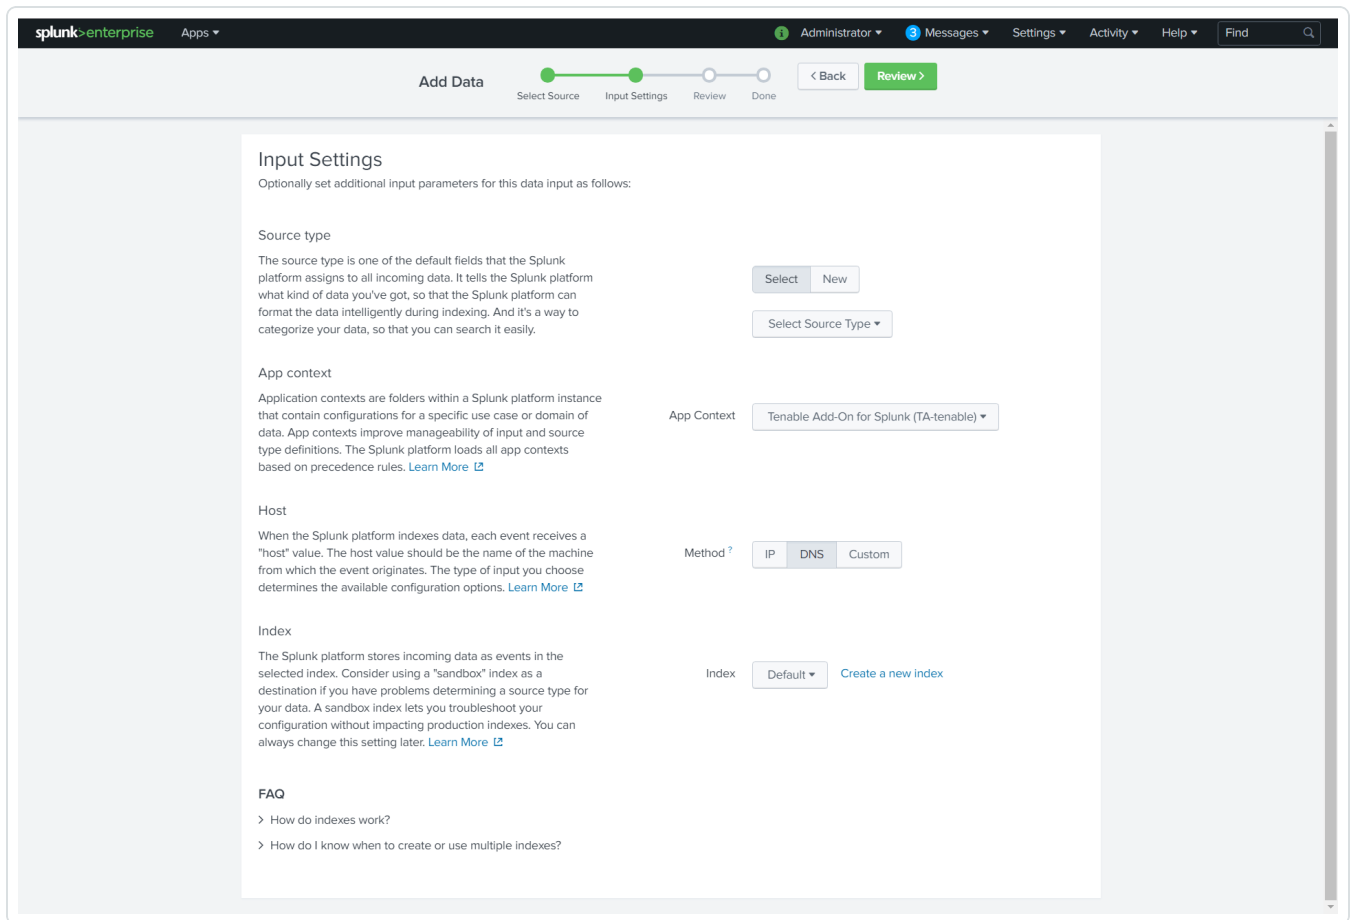 splunk>enterprise Apps ▾ i Administrator ▾ 3 Messages ▾ Settings ▾ Activity ▾ Help ▾ Find
Add Data
Select Source Input Settings Review Done
< Back Review >
Input Settings
Optionally set additional input parameters for this data input as follows:
Source type
The source type is one of the default fields that the Splunk
platform assigns to all incoming data. It tells the Splunk platform
what kind of data you've got, so that the Splunk platform can
format the data intelligently during indexing. And it's a way to
categorize your data, so that you can search it easily.
Select New
Select Source Type ▾
App context
Application contexts are folders within a Splunk platform instance
that contain configurations for a specific use case or domain of
data. App contexts improve manageability of input and source
type definitions. The Splunk platform loads all app contexts
based on precedence rules. Learn More
App Context Tenable Add-On for Splunk (TA-tenable) ▾
Host
When the Splunk platform indexes data, each event receives a
"host" value. The host value should be the name of the machine
from which the event originates. The type of input you choose
determines the available configuration options. Learn More
Method ? IP DNS Custom
Index
The Splunk platform stores incoming data as events in the
selected index. Consider using a "sandbox" index as a
destination if you have problems determining a source type for
your data. A sandbox index lets you troubleshoot your
configuration without impacting production indexes. You can
always change this setting later. Learn More
Index Default ▾ Create a new index
FAQ
> How do indexes work?
> How do I know when to create or use multiple indexes?